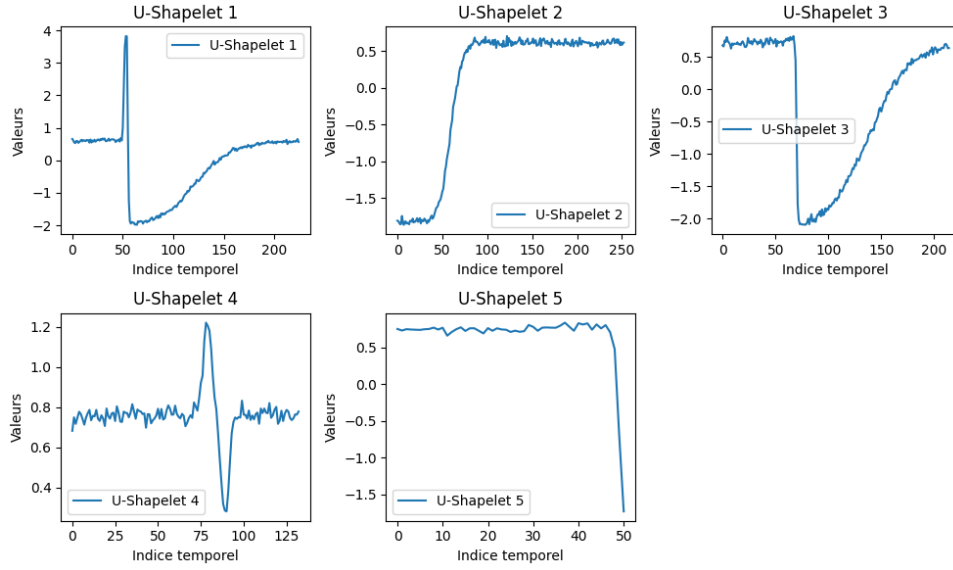 U-Shapelet 1
4
3
2
1
0
−1
−2
Valeurs
U-Shapelet 1
0
50
100
150
200
Indice temporel
U-Shapelet 2
0.5
0.0
−0.5
−1.0
−1.5
Valeurs
U-Shapelet 2
0
50
100
150
200
250
Indice temporel
U-Shapelet 3
0.5
0.0
−0.5
−1.0
−1.5
−2.0
Valeurs
U-Shapelet 3
0
50
100
150
200
Indice temporel
U-Shapelet 4
1.2
1.0
0.8
0.6
0.4
Valeurs
U-Shapelet 4
0
25
50
75
100
125
Indice temporel
U-Shapelet 5
0.5
0.0
−0.5
−1.0
−1.5
Valeurs
U-Shapelet 5
0
10
20
30
40
50
Indice temporel